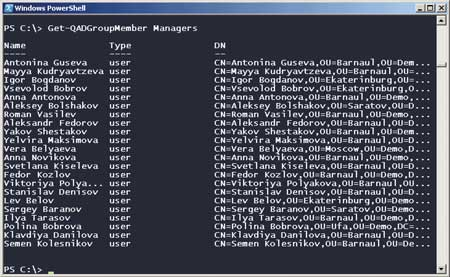 Windows PowerShell
PS C:\> Get-QADGroupMember Managers
Name Type DN
---- ---- --
Antonina Guseva user CN=Antonina Guseva,OU=Barnaul,OU=Demo...
Mayya Kudryavtzeva user CN=Mayya Kudryavtzeva,OU=Barnaul,OU=...
Igor Bogdanov user CN=Igor Bogdanov,OU=Barnaul,OU=Demo,...
Vsevolod Bobrov user CN=Vsevolod Bobrov,OU=Ekaterinburg,O...
Anna Antonova user CN=Anna Antonova,OU=Barnaul,OU=Demo,...
Aleksey Bolshakov user CN=Aleksey Bolshakov,OU=Saratov,OU=D...
Roman Vasilev user CN=Roman Vasilev,OU=Barnaul,OU=Demo,...
Aleksandr Fedorov user CN=Aleksandr Fedorov,OU=Barnaul,OU=D...
Yakov Shestakov user CN=Yakov Shestakov,OU=Barnaul,OU=Dem...
Yelvira Maksimova user CN=Yelvira Maksimova,OU=Barnaul,OU=D...
Vera Belyaeva user CN=Vera Belyaeva,OU=Moscow,OU=Demo,D...
Anna Novikova user CN=Anna Novikova,OU=Barnaul,OU=Demo,...
Svetlana Kiseleva user CN=Svetlana Kiseleva,OU=Barnaul,OU=D...
Fedor Kozlov user CN=Fedor Kozlov,OU=Barnaul,OU=Demo,D...
Viktoriya Polya... user CN=Viktoriya Polyakova,OU=Barnaul,OU...
Stanislav Denisov user CN=Stanislav Denisov,OU=Barnaul,OU=D...
Lev Belov user CN=Lev Belov,OU=Ekaterinburg,OU=Demo...
Sergey Baranov user CN=Sergey Baranov,OU=Barnaul,OU=Demo...
Ilya Tarasov user CN=Ilya Tarasov,OU=Barnaul,OU=Demo,D...
Polina Bobrova user CN=Polina Bobrova,OU=Ufa,OU=Demo,DC=...
Klavdiya Danilova user CN=Klavdiya Danilova,OU=Barnaul,OU=D...
Semen Kolesnikov user CN=Semen Kolesnikov,OU=Barnaul,OU=De...
PS C:\>